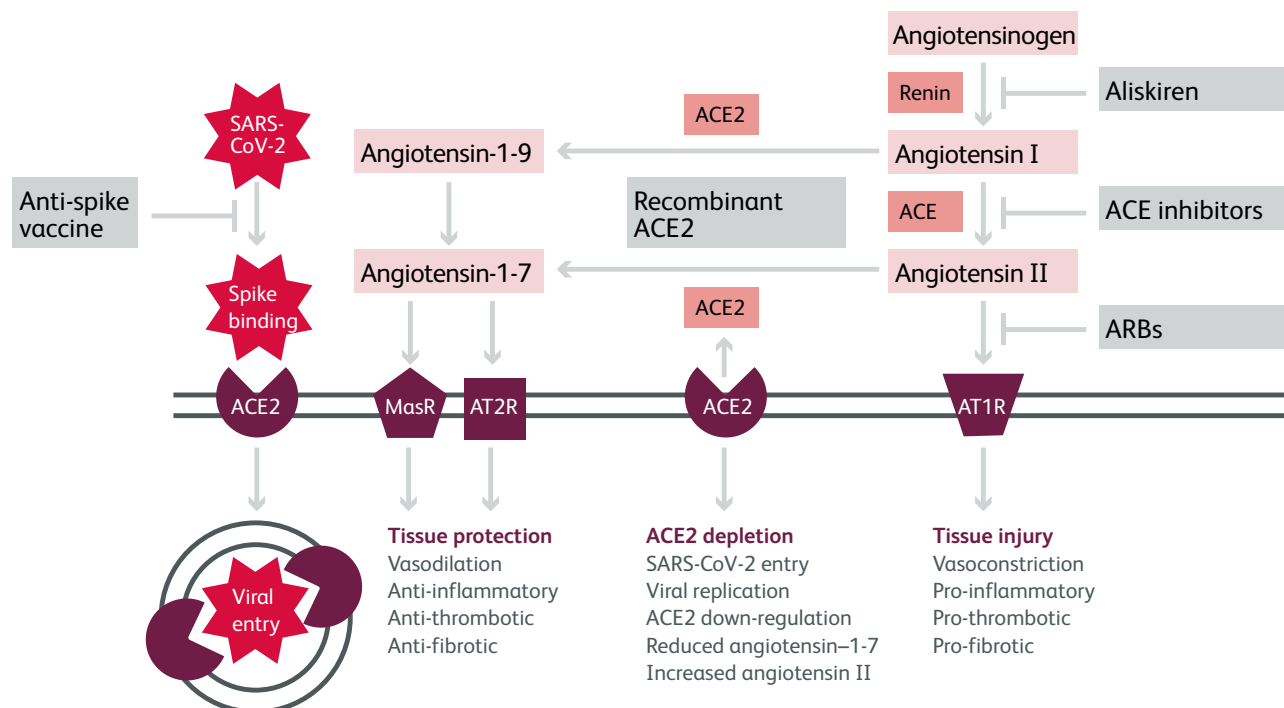 Angiotensinogen
Renin
Aliskiren
SARS-
CoV-2
ACE2
Angiotensin-1-9
Angiotensin I
Anti-spike
vaccine
Recombinant
ACE2
ACE
ACE inhibitors
Angiotensin-1-7
Angiotensin II
Spike
binding
ACE2
ARBs
ACE2
MasR
AT2R
ACE2
AT1R
Viral
entry
Tissue protection
Vasodilation
Anti-inflammatory
Anti-thrombotic
Anti-fibrotic
ACE2 depletion
SARS-CoV-2 entry
Viral replication
ACE2 down-regulation
Reduced angiotensin–1-7
Increased angiotensin II
Tissue injury
Vasoconstriction
Pro-inflammatory
Pro-thrombotic
Pro-fibrotic